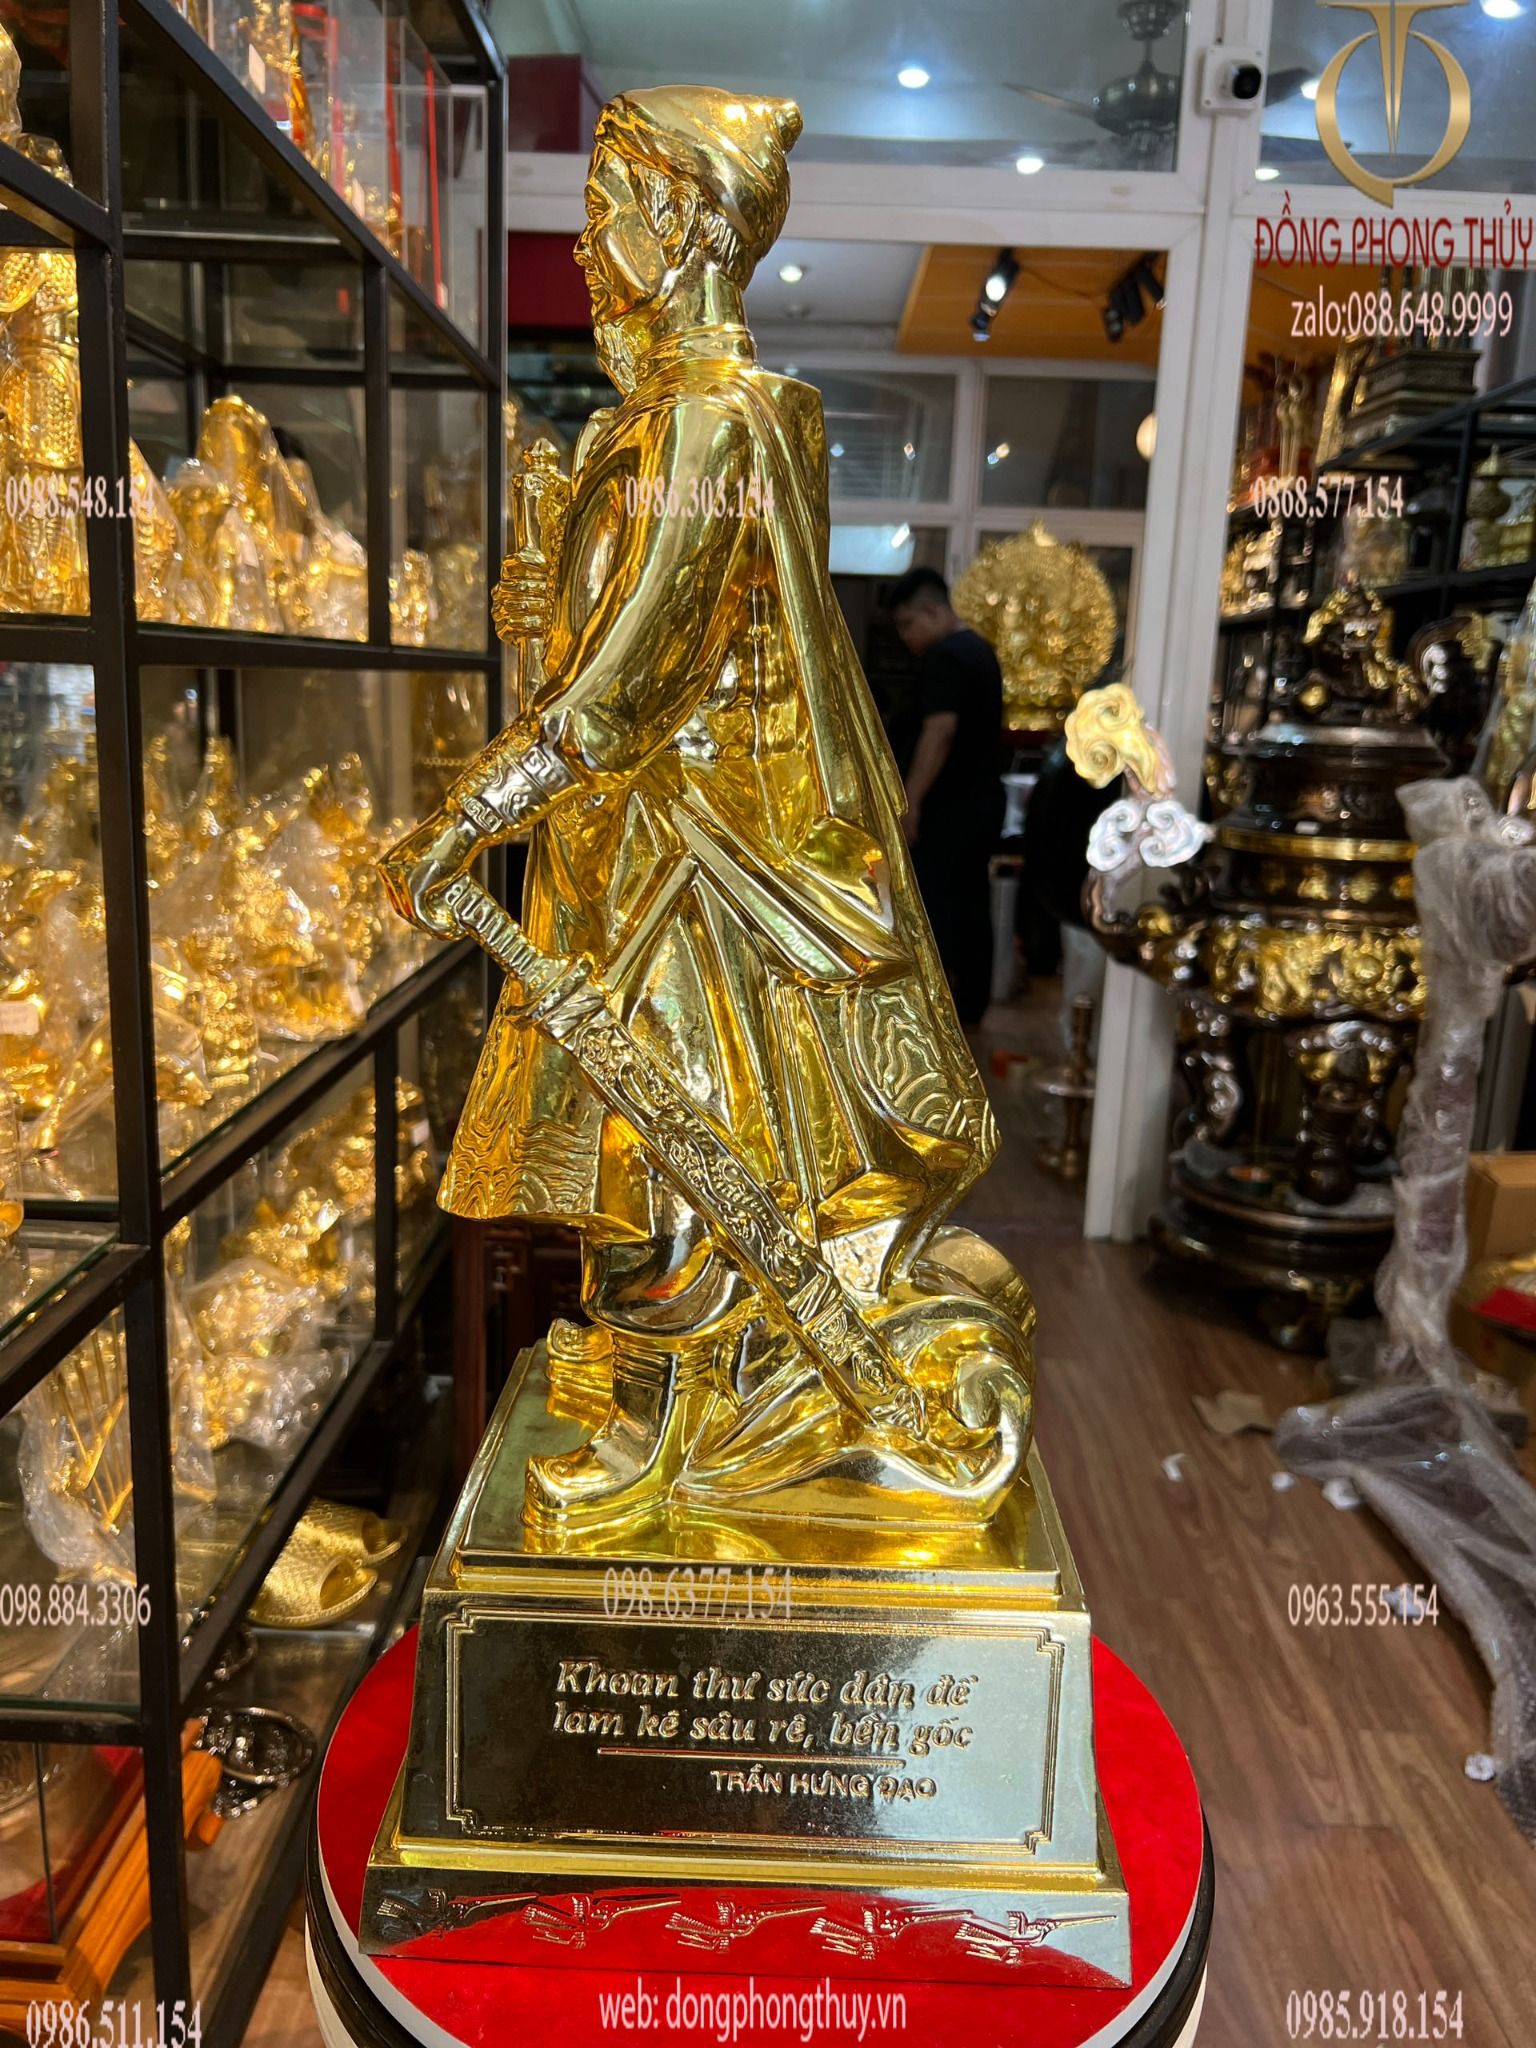 ĐỒNG PHONG THỦY
zalo:088.648.9999
0988.548.154
0986.303.154
0868.577.154
098.884.3306
098.6377.154
0963.555.154
Khoan thư sức dân để
làm kế sâu rễ, bền gốc
TRẦN HƯNG ĐẠO
web: dongphongthuy.vn
0986.511.154
0985.918.154